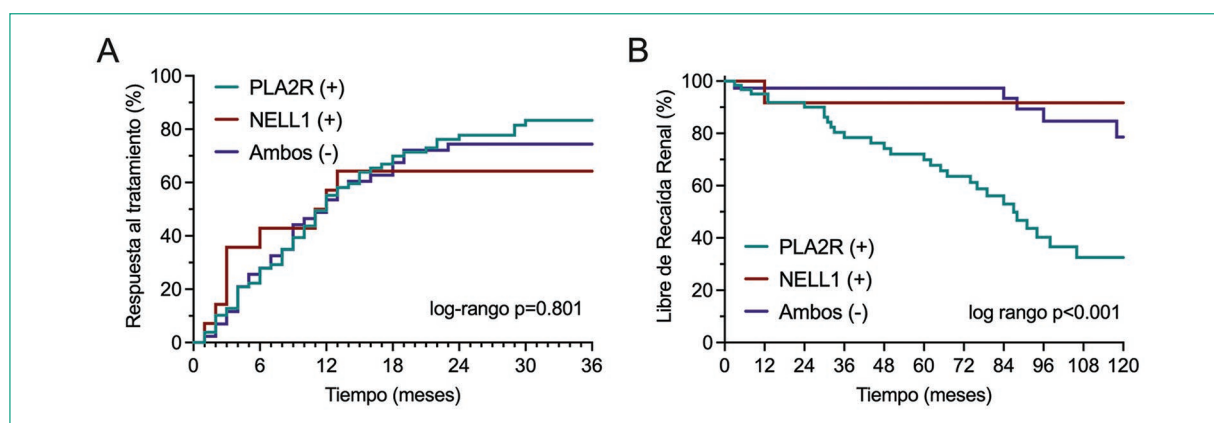 A
Respuesta al tratamiento (%)
100
80
60
40
20
0
PLA2R (+)
NELL1 (+)
Ambos (-)
log-rango p=0.801
0 6 12 18 24 30 36
Tiempo (meses)
B
Libre de Recaída Renal (%)
100
80
60
40
20
0
PLA2R (+)
NELL1 (+)
Ambos (-)
log rango p<0.001
0 12 24 36 48 60 72 84 96 108 120
Tiempo (meses)